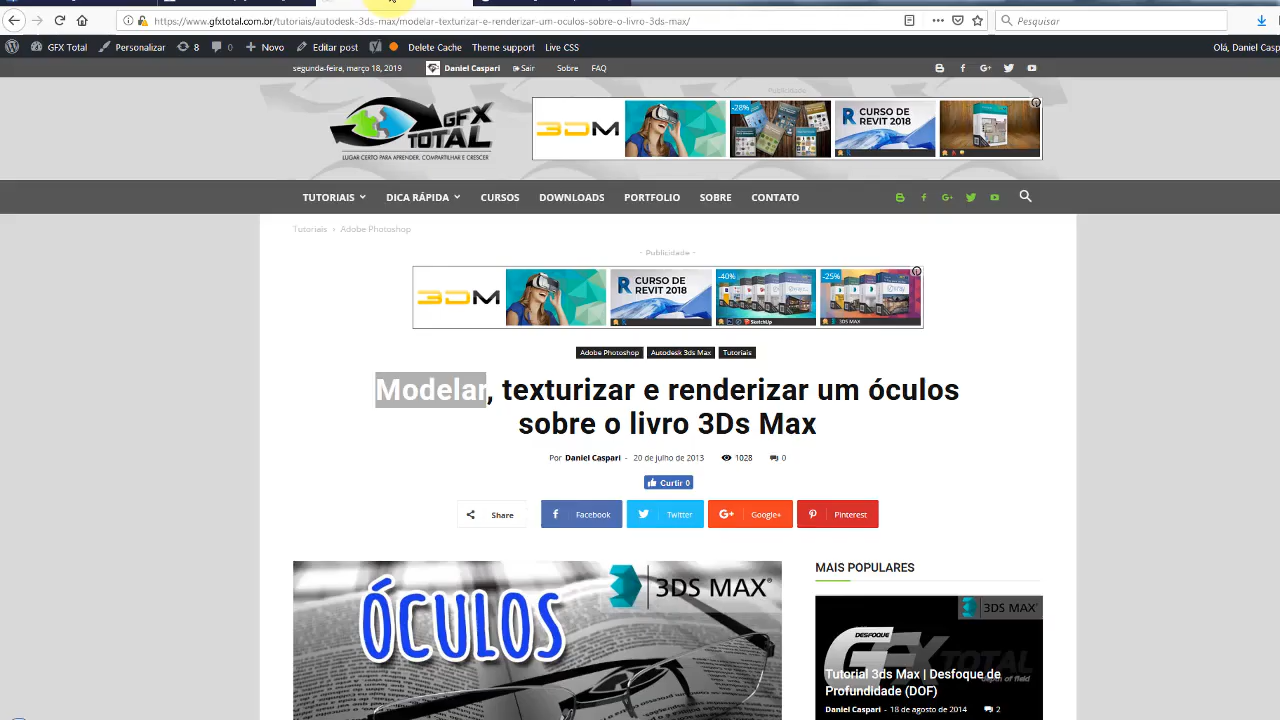 https://www.gfxtotal.com.br/tutoriais/autodesk-3ds-max/modelar-texturizar-e-renderizar-um-oculos-sobre-o-livro-3ds-max/
Pesquisar
GFX Total
Personalizar
8
0
Novo
Editar post
Delete Cache
Theme support
Live CSS
Olá, Daniel Casp
segunda-feira, março 18, 2019
Daniel Caspari
Sair
Sobre
FAQ
GFX
TOTAL
LUGAR CERTO PARA APRENDER, COMPARTILHAR E CRESCER
Publicidade
3DM
-28%
CURSO DE
REVIT 2018
TUTORIAIS
DICA RÁPIDA
CURSOS
DOWNLOADS
PORTFOLIO
SOBRE
CONTATO
Tutoriais › Adobe Photoshop
- Publicidade -
3DM
CURSO DE
REVIT 2018
-40%
SketchUp
-25%
3DS MAX
Adobe Photoshop
Autodesk 3ds Max
Tutoriais
Modelar, texturizar e renderizar um óculos
sobre o livro 3Ds Max
Por Daniel Caspari - 20 de julho de 2013 1028 0
Curtir 0
Share
Facebook
Twitter
Google+
Pinterest
ÓCULOS
3DS MAX®
MAIS POPULARES
3DS MAX
DESFOQUE
GFX TOTAL
Tutorial 3ds Max | Desfoque de
Profundidade (DOF)
Daniel Caspari - 18 de agosto de 2014 2